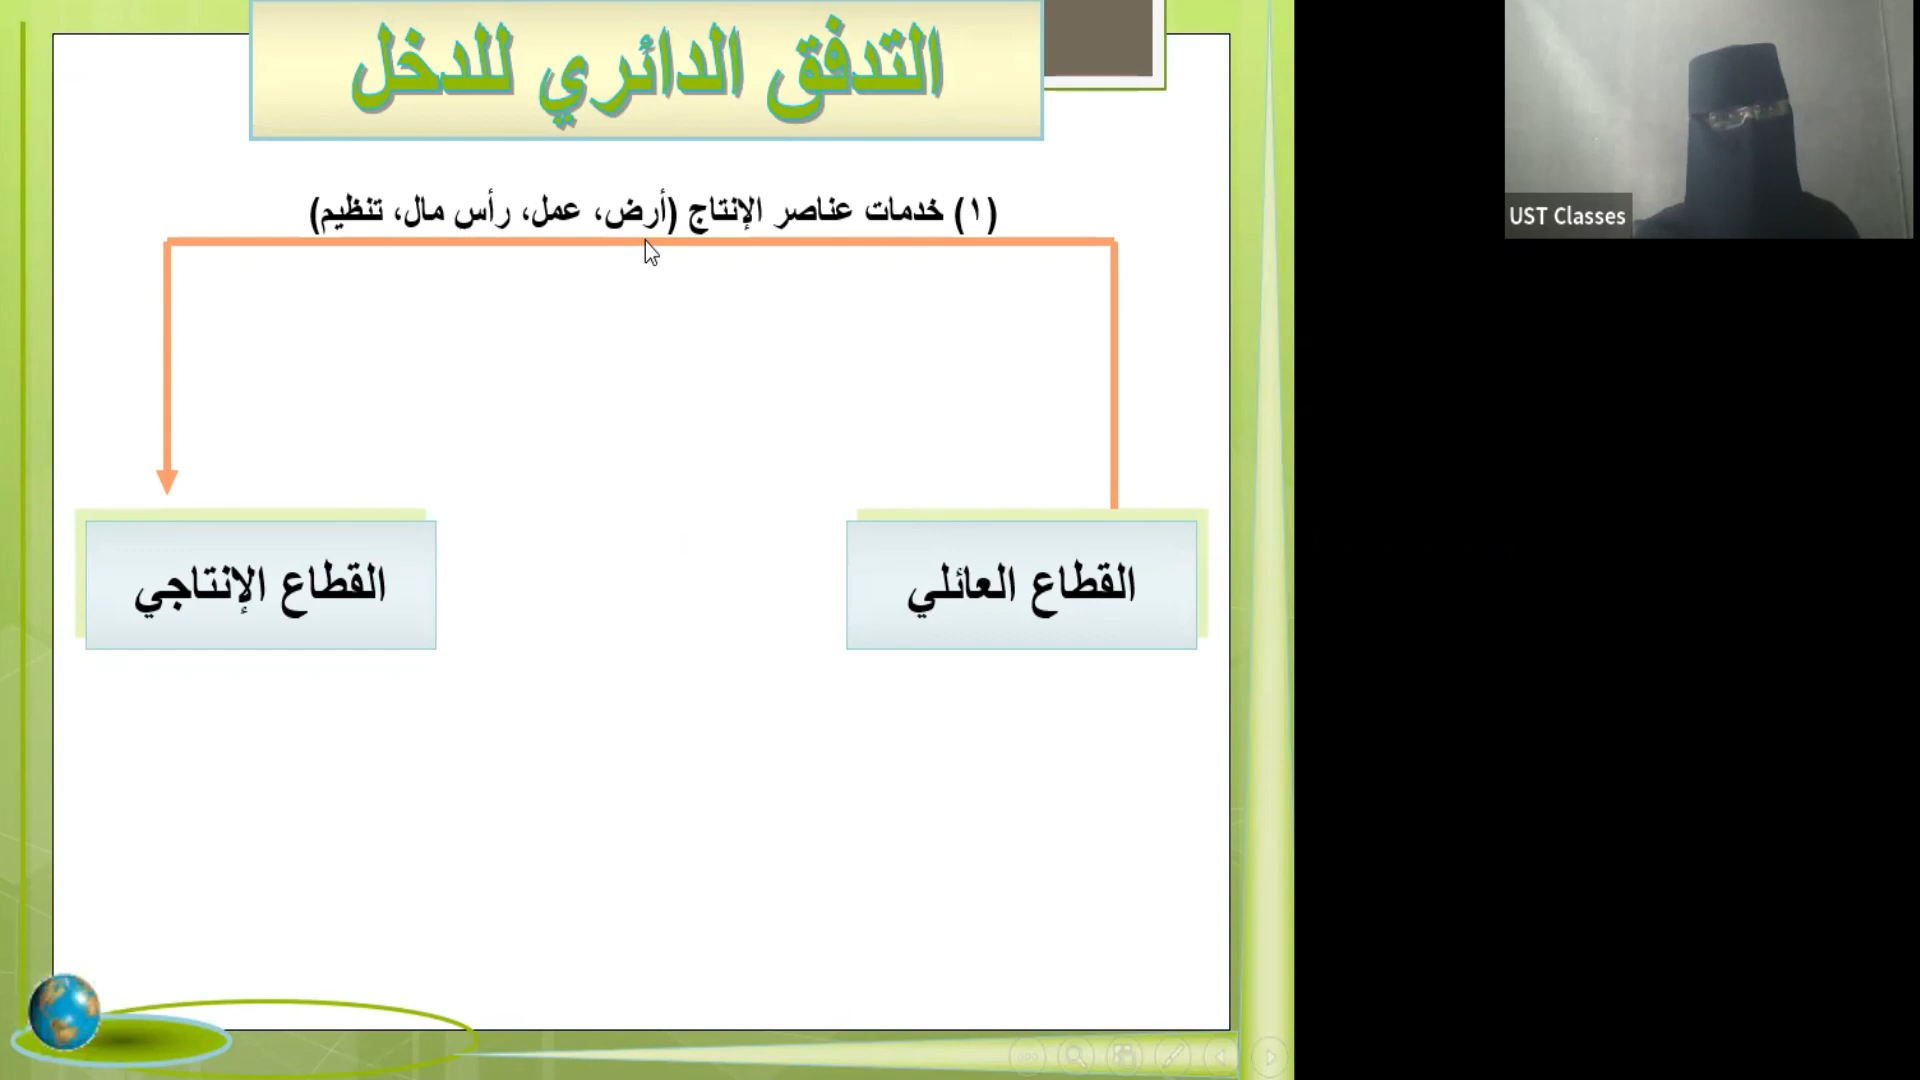 التدفق الدائري للدخل
(١) خدمات عناصر الإنتاج (أرض، عمل، رأس مال، تنظيم)
القطاع العائلي
القطاع الإنتاجي
UST Classes